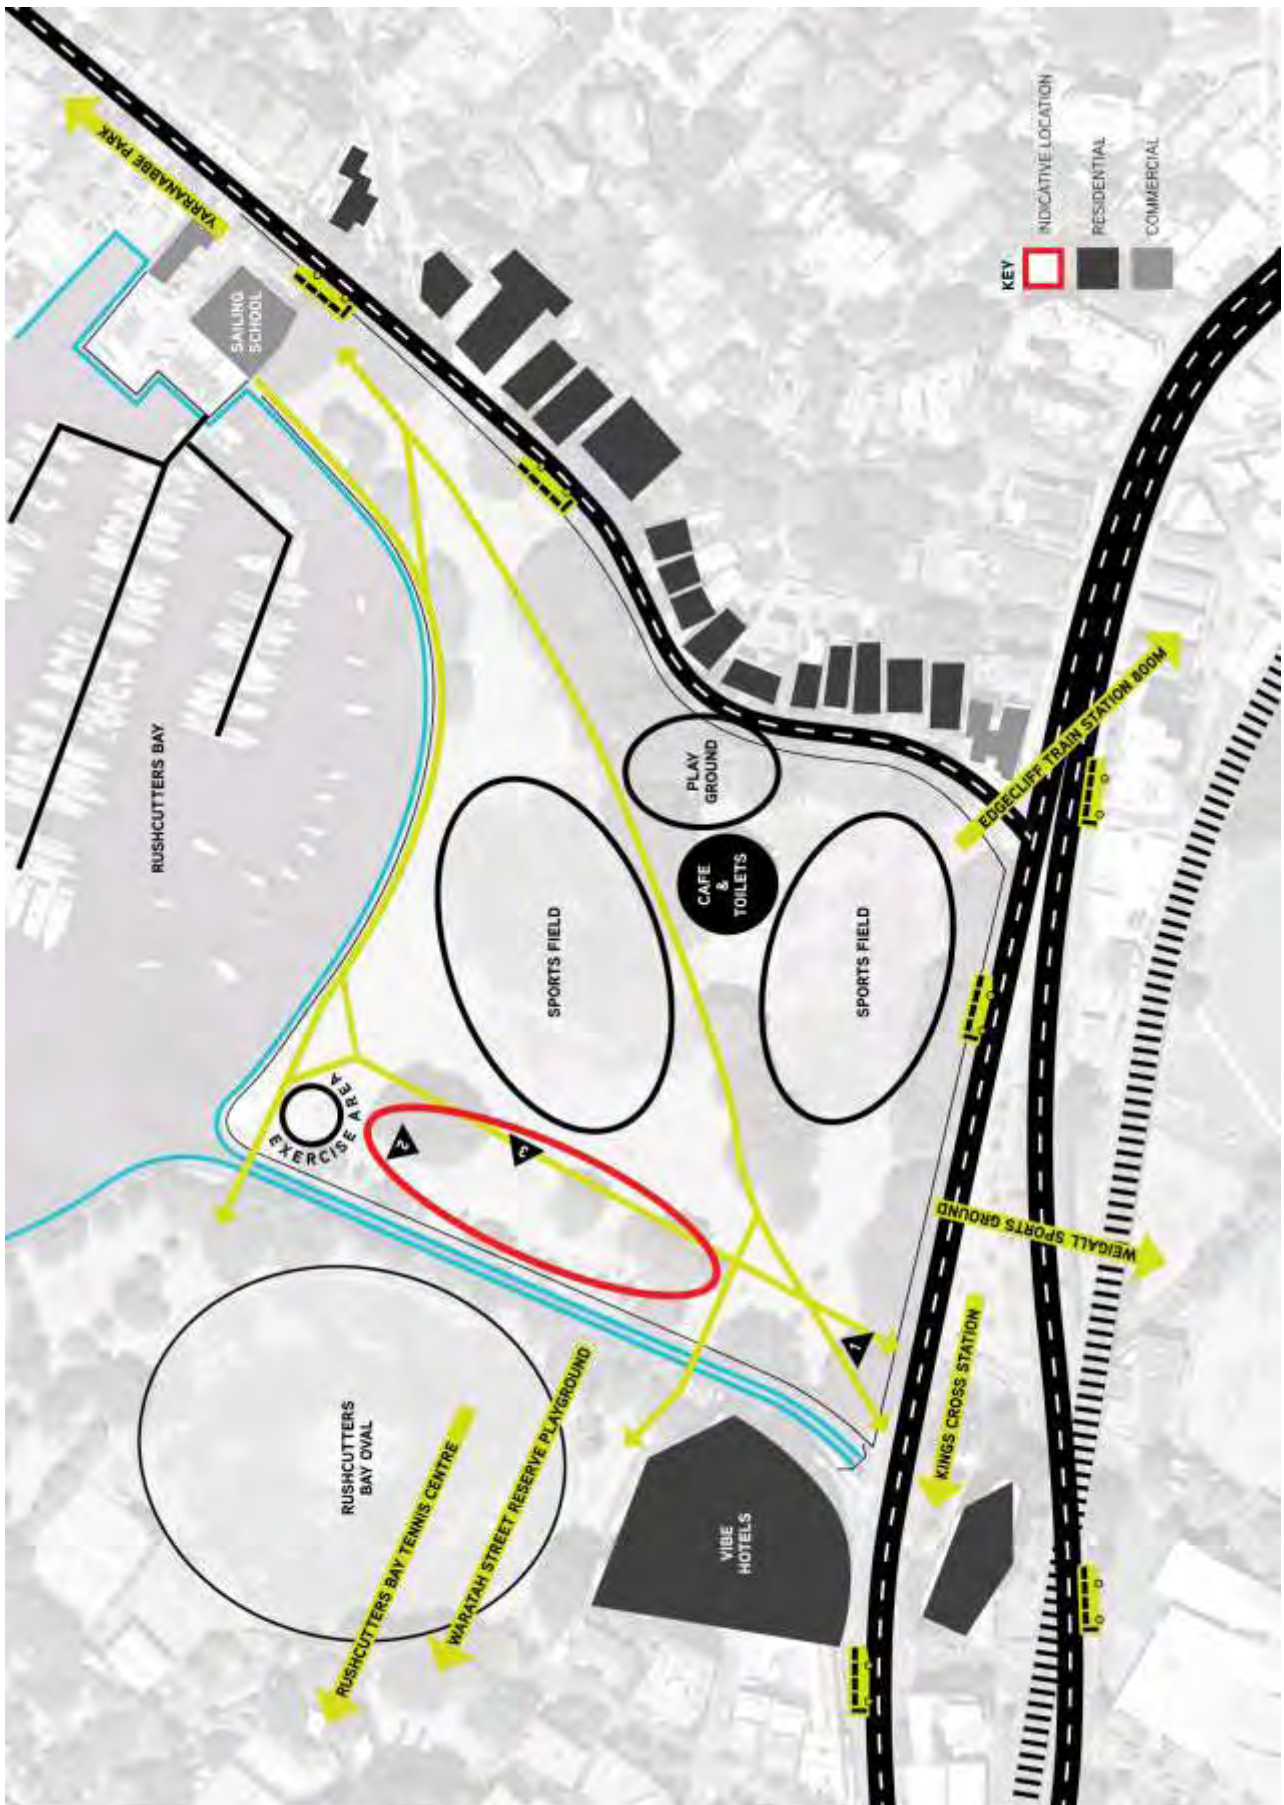 YARRANABBE PARK
SAILING
SCHOOL
RUSHCUTTERS BAY
KEY
INDICATIVE LOCATION
RESIDENTIAL
COMMERCIAL
PLAY
GROUND
CAFE
&
TOILETS
SPORTS FIELD
SPORTS FIELD
EDGECLIFF TRAIN STATION 800M
EXERCISE AREA
2
3
1
WEIGALL SPORTS GROUND
KINGS CROSS STATION
RUSHCUTTERS
BAY OVAL
RUSHCUTTERS BAY TENNIS CENTRE
WARATAH STREET RESERVE PLAYGROUND
VIBE
HOTELS